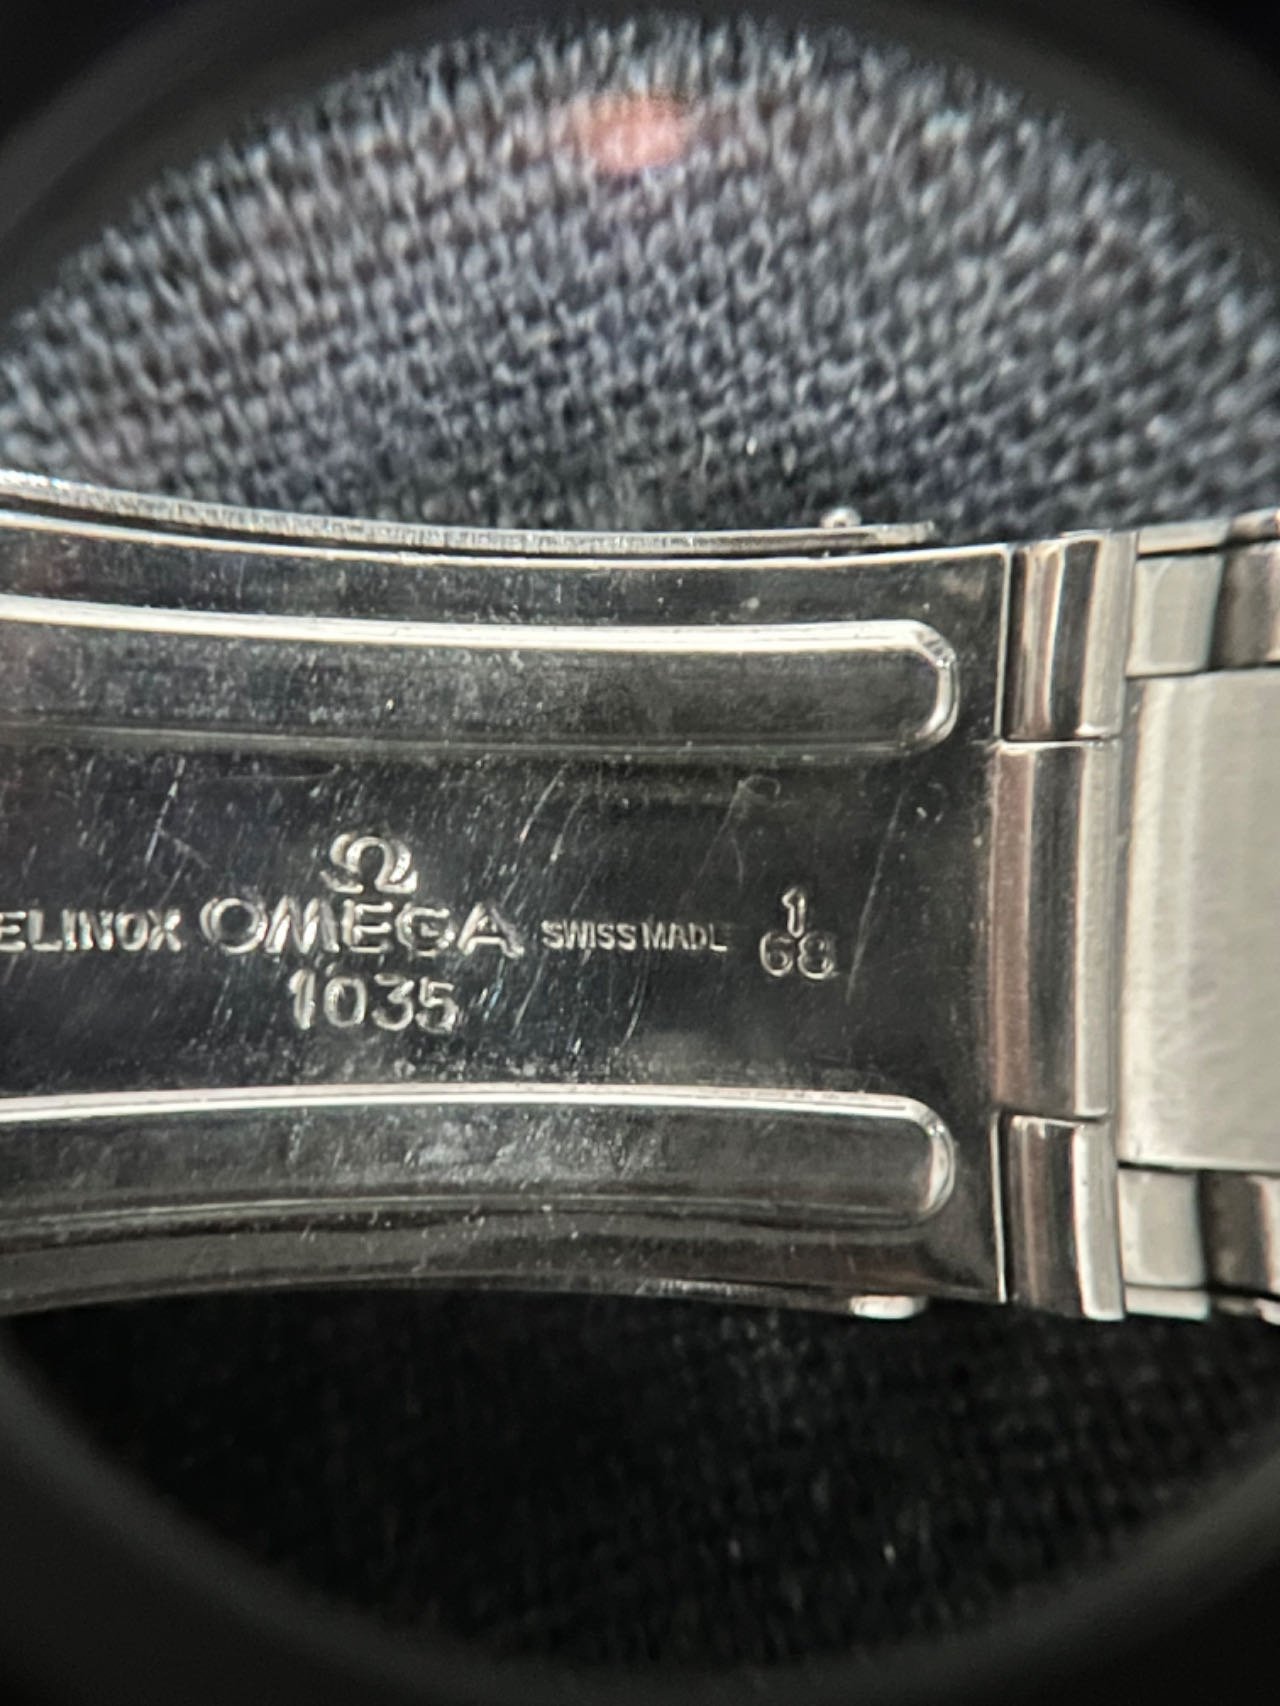 Ω
ELINOX OMEGA SWISS MADE 1
68
1035